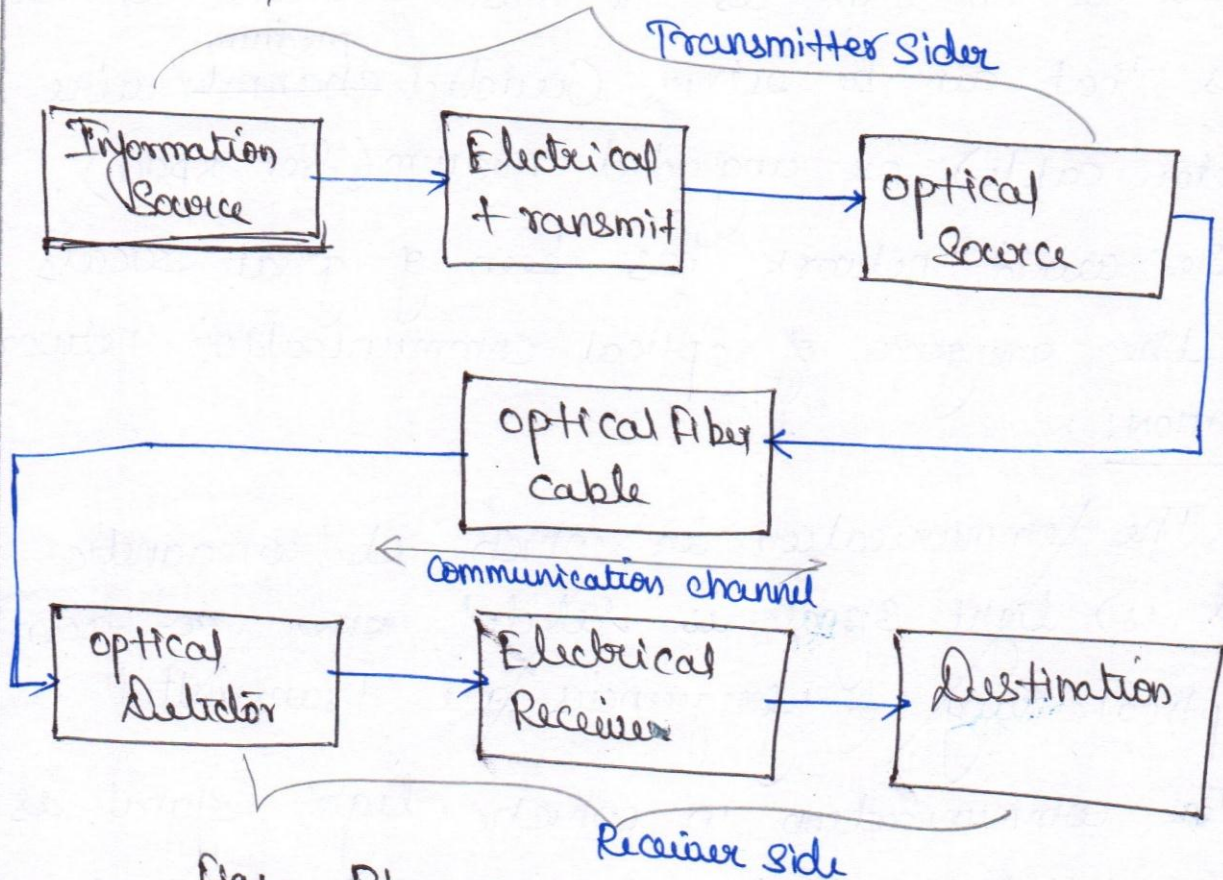 Transmitter Sider
Information
Source
Electrical
transmit
optical
Source
optical Fiber
cable
communication channel
optical
Detector
Electrical
Receiver
Destination
Receiver side